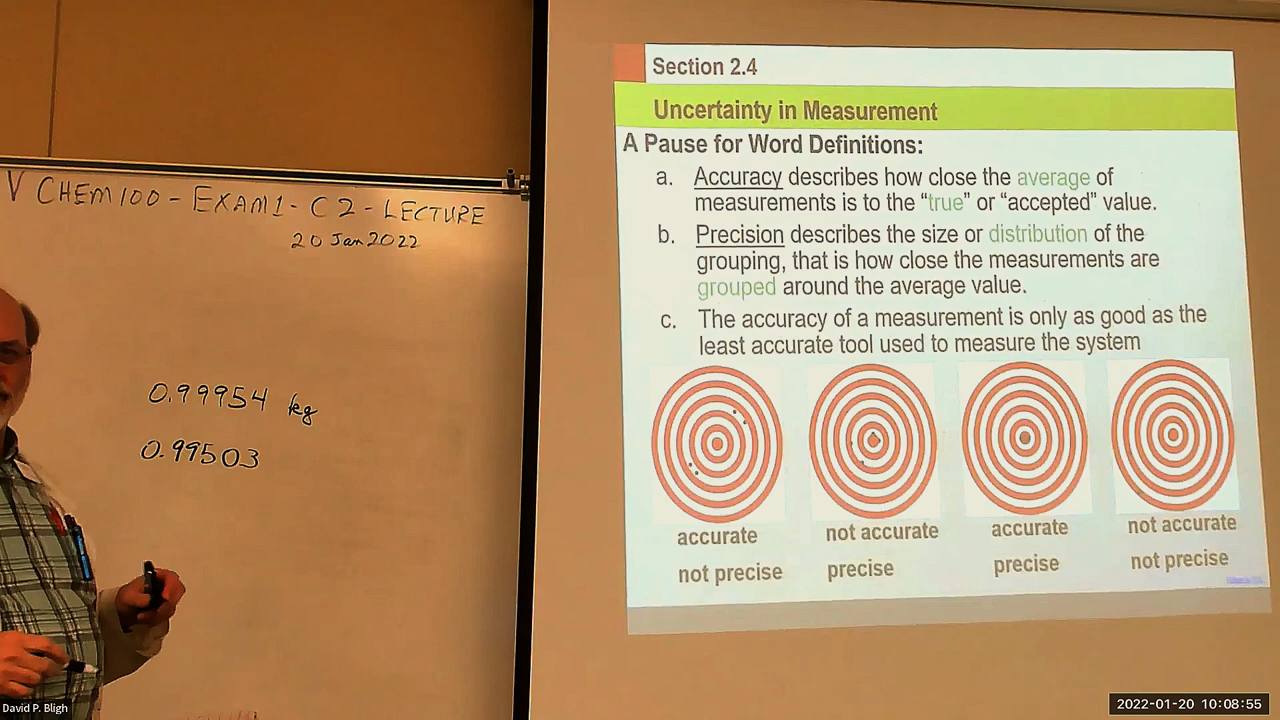 V CHEM100 - EXAM1 - C2 - LECTURE
20 Jan 2022
0.99954 kg
0.99503
Section 2.4
Uncertainty in Measurement
A Pause for Word Definitions:
a. Accuracy describes how close the average of
measurements is to the “true” or “accepted” value.
b. Precision describes the size or distribution of the
grouping, that is how close the measurements are
grouped around the average value.
c. The accuracy of a measurement is only as good as the
least accurate tool used to measure the system
accurate not accurate accurate not accurate
not precise precise precise not precise
David P. Bligh
2022-01-20 10:08:55